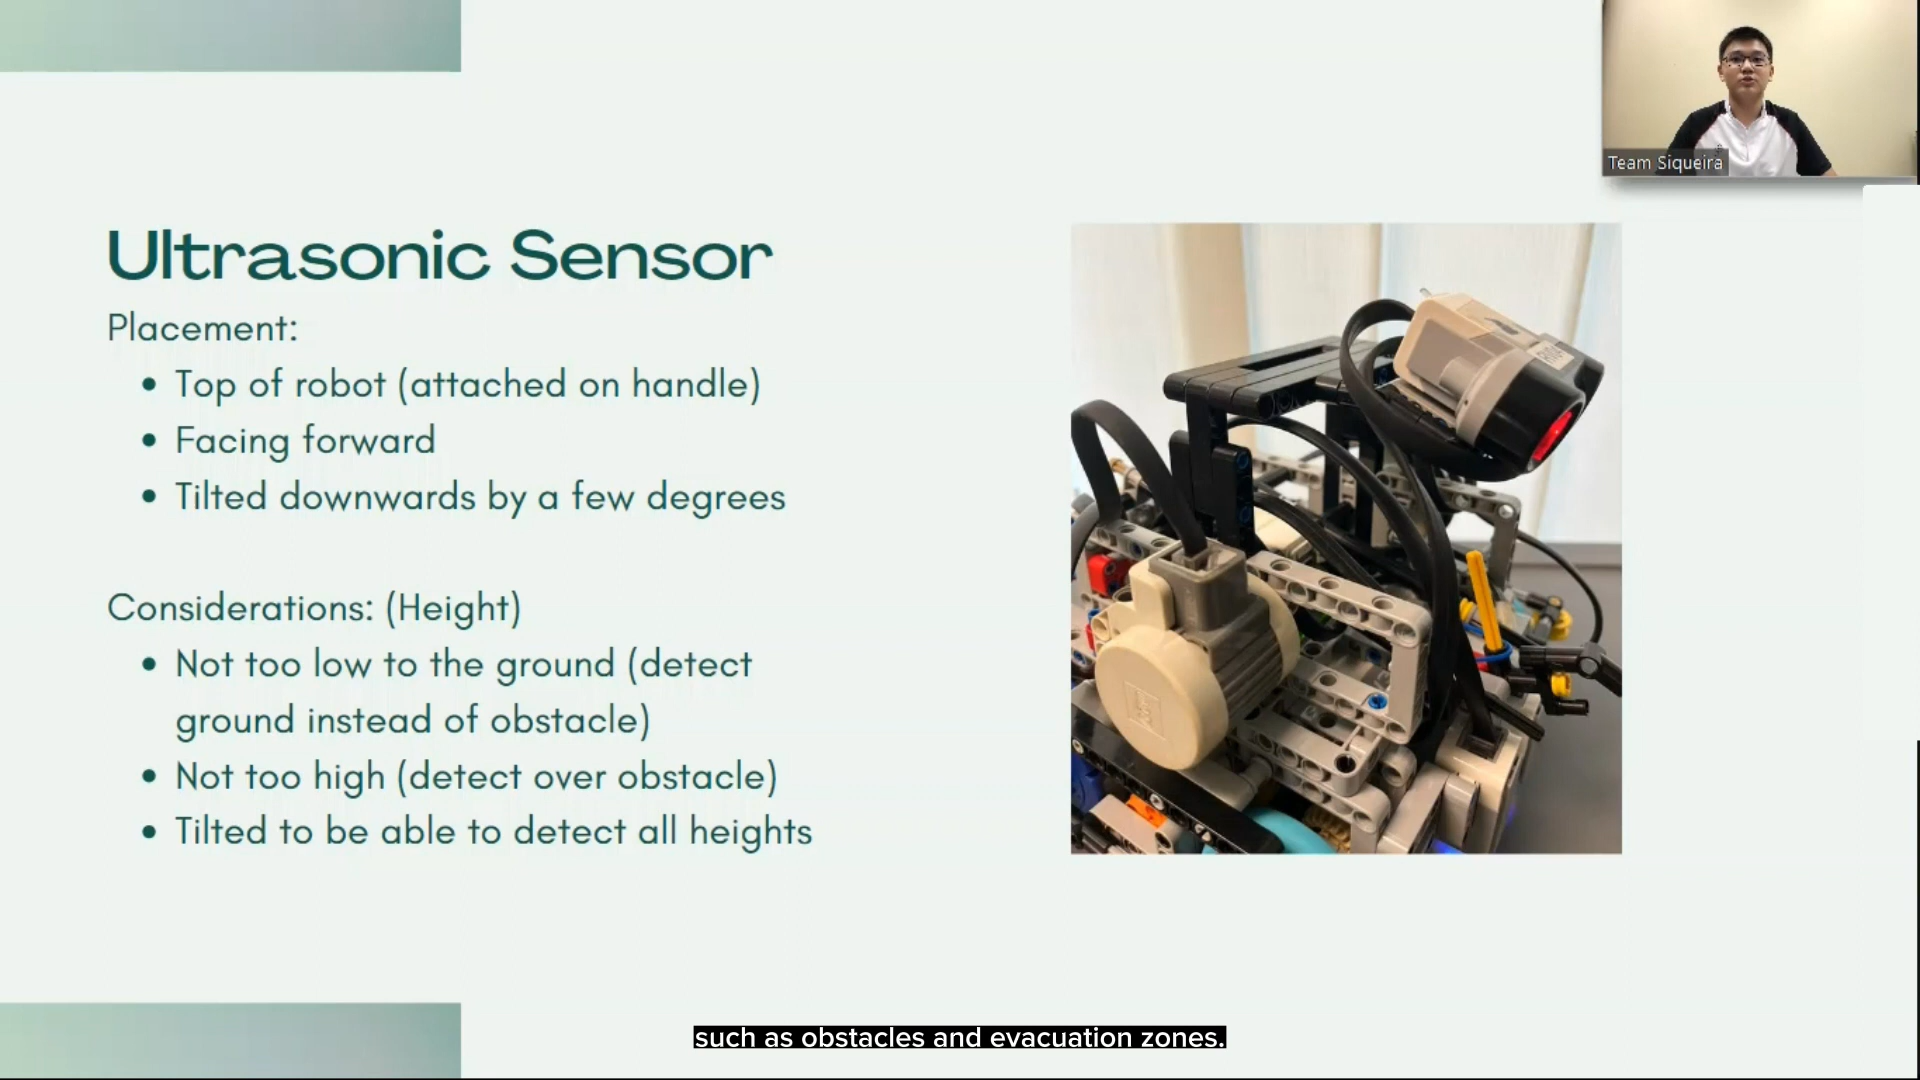 Team Siqueira
Ultrasonic Sensor
Placement:
• Top of robot (attached on handle)
• Facing forward
• Tilted downwards by a few degrees
Considerations: (Height)
• Not too low to the ground (detect
ground instead of obstacle)
• Not too high (detect over obstacle)
• Tilted to be able to detect all heights
such as obstacles and evacuation zones.